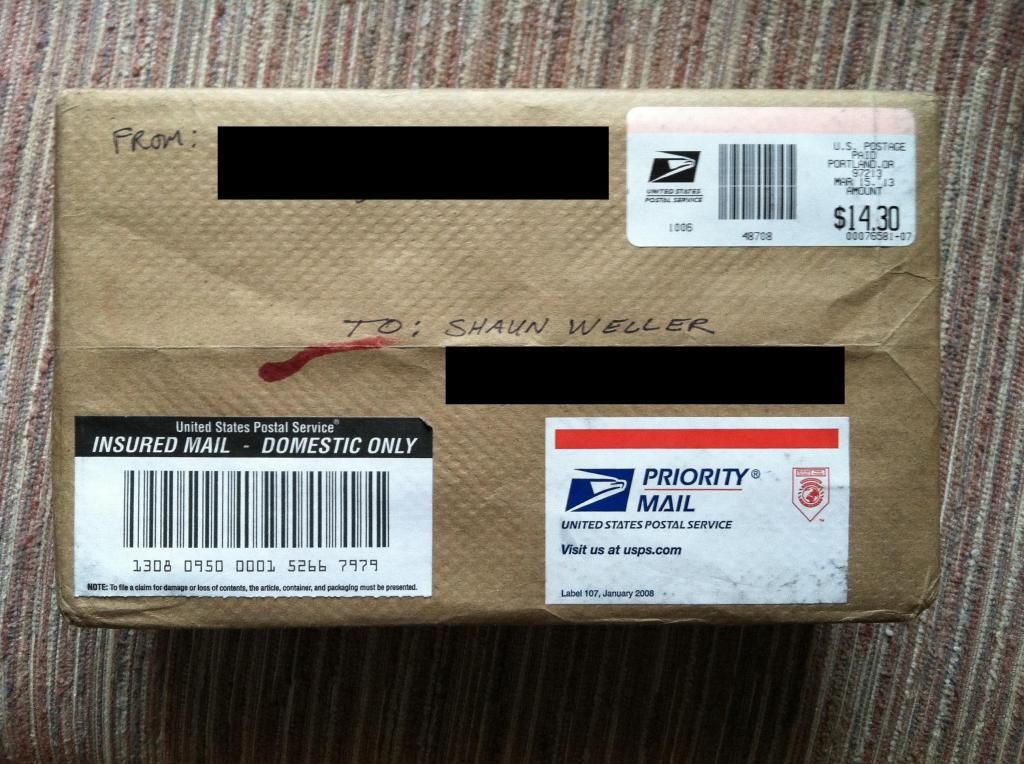 FROM:
UNITED STATES
POSTAL SERVICE
1006
48708
U.S. POSTAGE
PAID
PORTLAND.OR
97213
MAR 15. 13
AMOUNT
$14.30
00076581-07
TO: SHAUN WELLER
United States Postal Service®
INSURED MAIL - DOMESTIC ONLY
1308 0950 0001 5266 7979
NOTE: To file a claim for damage or loss of contents, the article, container, and packaging must be presented.
PRIORITY®
MAIL
UNITED STATES POSTAL SERVICE
Visit us at usps.com
Label 107, January 2008
TM